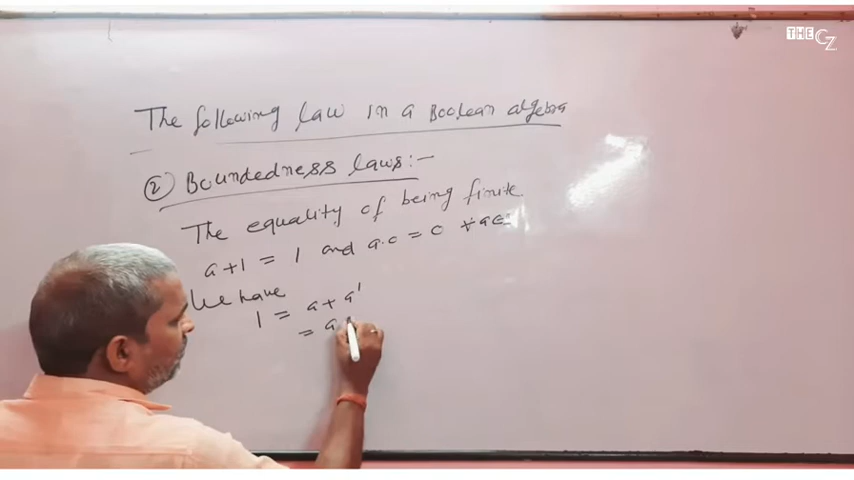 THE GZ
The following law in a Boolean algebra
② Boundedness laws:-
The equality of being finite
a+1 = 1 and a.0 = 0 ∀ a ∈
We have
1 = a + a'
= a